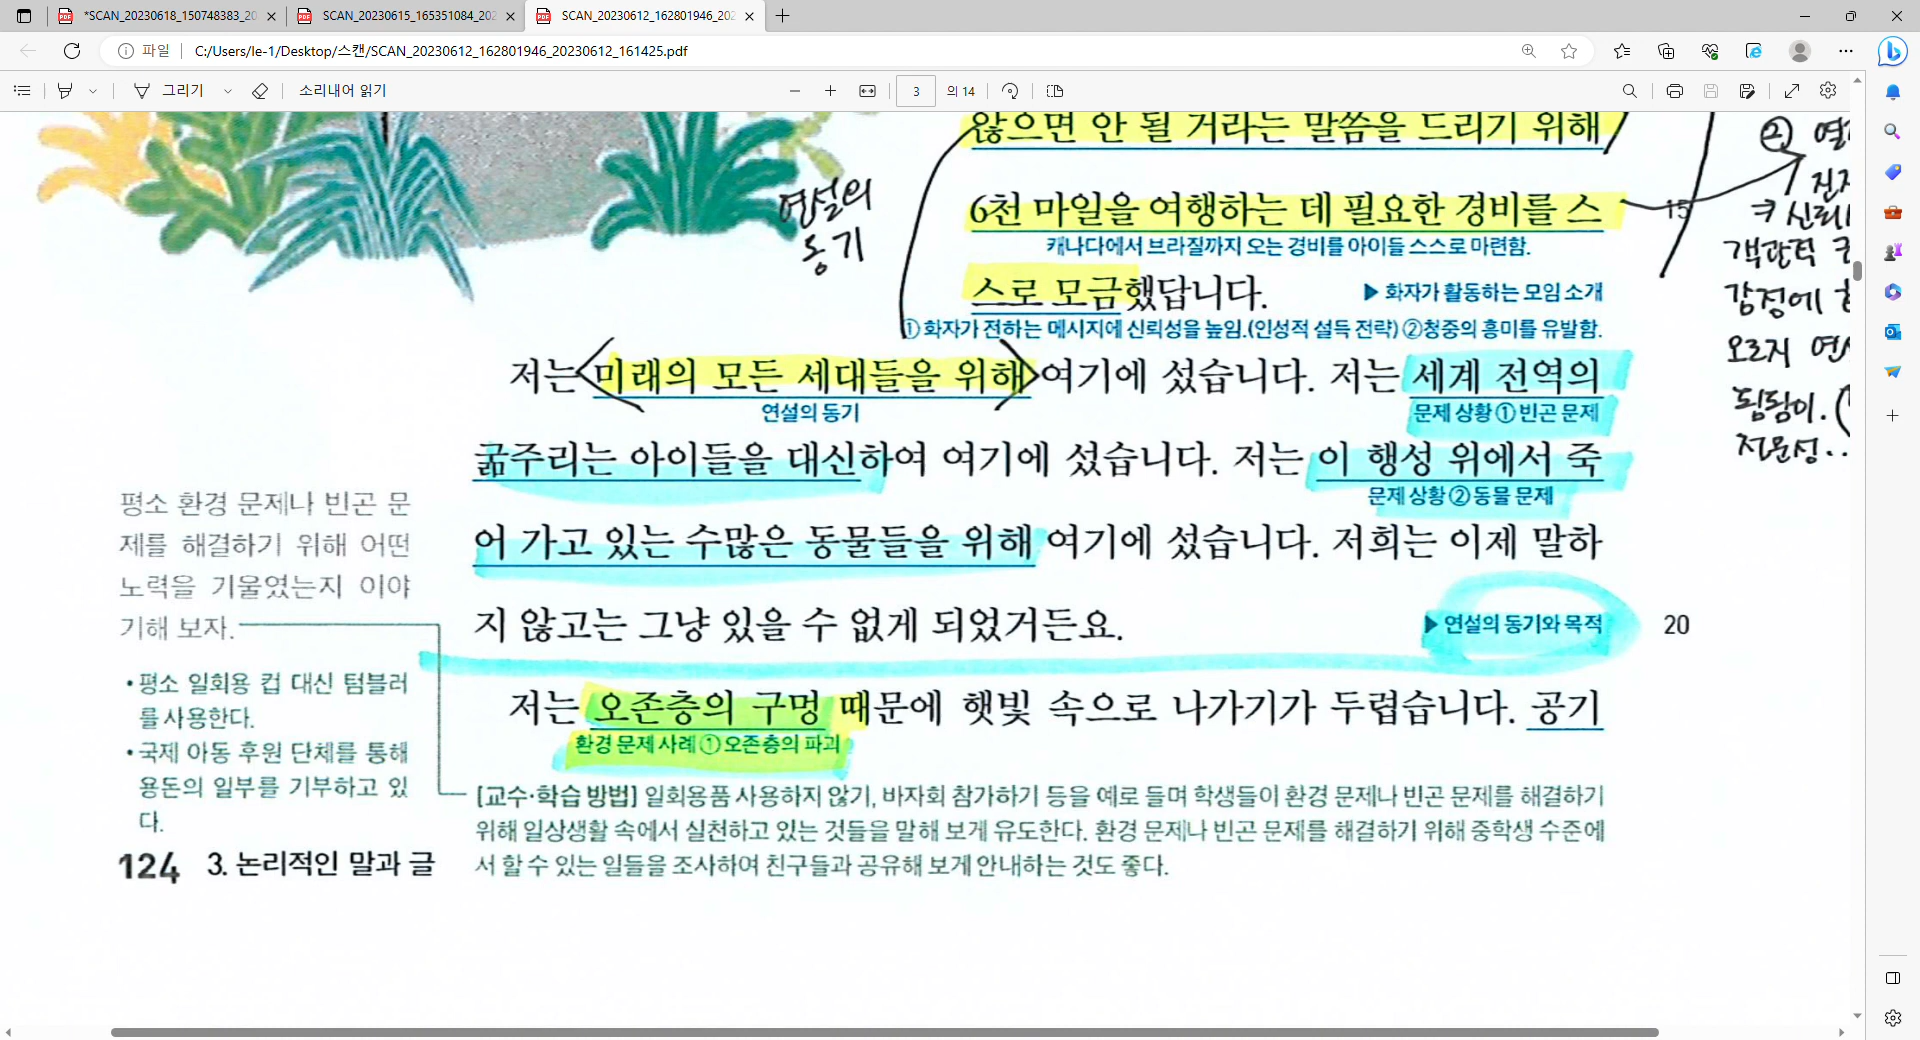 *SCAN_20230618_150748383_20
SCAN_20230615_165351084_202
SCAN_20230612_162801946_202
파일
C:/Users/le-1/Desktop/스캔/SCAN_20230612_162801946_20230612_161425.pdf
그리기
소리내어 읽기
3
의 14
않으면 안 될 거라는 말씀을 드리기 위해
6천 마일을 여행하는 데 필요한 경비를 스
15
캐나다에서 브라질까지 오는 경비를 아이들 스스로 마련함.
스로 모금했답니다.
▶ 화자가 활동하는 모임 소개
① 화자가 전하는 메시지에 신뢰성을 높임.(인성적 설득 전략) ②청중의 흥미를 유발함.
연설의
동기
②
객관적
감정에
오르지
전문성..
저는 미래의 모든 세대들을 위해 여기에 섰습니다. 저는 세계 전역의
연설의 동기
문제 상황 ① 빈곤 문제
굶주리는 아이들을 대신하여 여기에 섰습니다. 저는 이 행성 위에서 죽
문제 상황 ② 동물 문제
어 가고 있는 수많은 동물들을 위해 여기에 섰습니다. 저희는 이제 말하
지 않고는 그냥 있을 수 없게 되었거든요.
▶ 연설의 동기와 목적
20
저는 오존층의 구멍 때문에 햇빛 속으로 나가기가 두렵습니다. 공기
환경 문제 사례 ① 오존층의 파괴
평소 환경 문제나 빈곤 문
제를 해결하기 위해 어떤
노력을 기울였는지 이야
기해 보자.
•평소 일회용 컵 대신 텀블러
를 사용한다.
•국제 아동 후원 단체를 통해
용돈의 일부를 기부하고 있
다.
[교수·학습 방법] 일회용품 사용하지 않기, 바자회 참가하기 등을 예로 들며 학생들이 환경 문제나 빈곤 문제를 해결하기
위해 일상생활 속에서 실천하고 있는 것들을 말해 보게 유도한다. 환경 문제나 빈곤 문제를 해결하기 위해 중학생 수준에
서 할 수 있는 일들을 조사하여 친구들과 공유해 보게 안내하는 것도 좋다.
124 3. 논리적인 말과 글